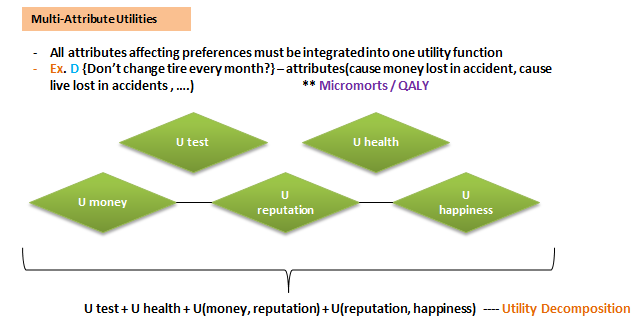 Multi-Attribute Utilities
- All attributes affecting preferences must be integrated into one utility function
- Ex. D {Don't change tire every month?} – attributes(cause money lost in accident, cause
live lost in accidents , ....) ** Micromorts / QALY
U test U health
U money U reputation U happiness
U test + U health + U(money, reputation) + U(reputation, happiness) ---- Utility Decomposition